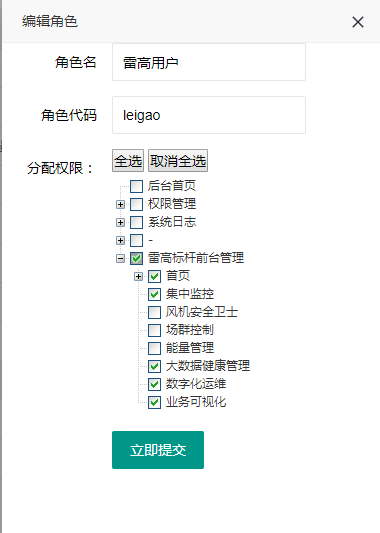 编辑角色
角色名 雷高用户
角色代码 leigao
分配权限： 全选 取消全选
后台首页
权限管理
系统日志
-
雷高标杆前台管理
首页
集中监控
风机安全卫士
场群控制
能量管理
大数据健康管理
数字化运维
业务可视化
立即提交